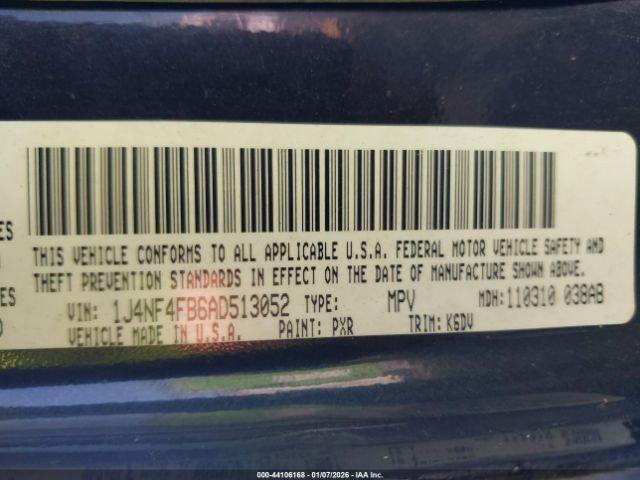 ES
THIS VEHICLE CONFORMS TO ALL APPLICABLE U.S.A. FEDERAL MOTOR VEHICLE SAFETY AND
THEFT PREVENTION STANDARDS IN EFFECT ON THE DATE OF MANUFACTURE SHOWN ABOVE.
ES
VIN: 1J4NF4FB6AD513052 TYPE: MPV MDH: 110310 038AB
VEHICLE MADE IN U.S.A. PAINT: PXR TRIM: K6DV
000-44106168 - 01/07/2026 - IAA Inc.